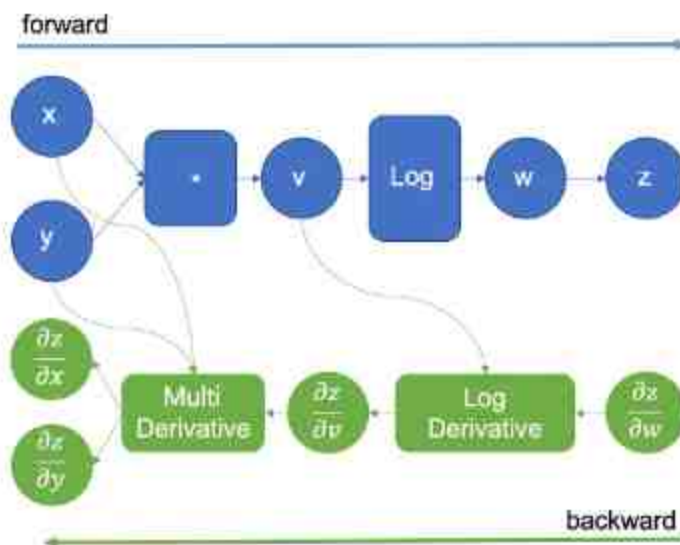 forward
x
*
v
Log
w
z
y
∂z
∂x
Multi
Derivative
∂z
∂v
Log
Derivative
∂z
∂w
∂z
∂y
backward